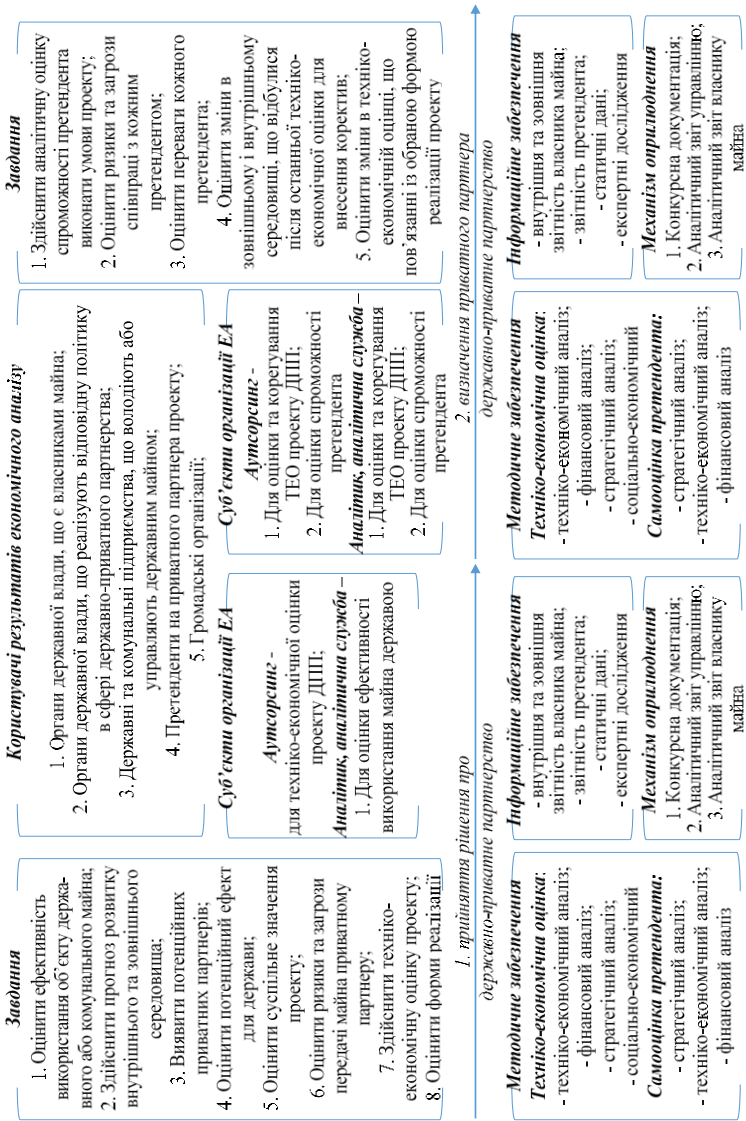 Завдання
1. Оцінити ефективність
використання об᾽єкту держа-
вного або комунального майна;
2. Здійснити прогноз розвитку
внутрішнього та зовнішнього
середовища;
3. Виявити потенційних
приватних партнерів;
4. Оцінити потенційний ефект
для держави;
5. Оцінити суспільне значення
проекту;
6. Оцінити ризики та загрози
передачі майна приватному
партнеру;
7. Здійснити техніко-
економічну оцінку проекту;
8. Оцінити форми реалізації
Користувачі результатів економічного аналізу
1. Органи державної влади, що є власниками майна;
2. Органи державної влади, що реалізують відповідну політику
в сфері державно-приватного партнерства;
3. Державні та комунальні підприємства, що володіють або
управляють державним майном;
4. Претенденти на приватного партнера проекту;
5. Громадські організації;
Суб’єкти організації ЕА
Аутсорсинг -
для техніко-економічної оцінки
проекту ДПП;
Аналітик, аналітична служба –
1. Для оцінки ефективності
використання майна державою
Суб’єкти організації ЕА
Аутсорсинг -
1. Для оцінки та корегування
ТЕО проекту ДПП;
2. Для оцінки спроможності
претендента
Аналітик, аналітична служба –
1. Для оцінки та корегування
ТЕО проекту ДПП;
2. Для оцінки спроможності
претендента
Завдання
1. Здійснити аналітичну оцінку
спроможності претендента
виконати умови проекту;
2. Оцінити ризики та загрози
співпраці з кожним
претендентом;
3. Оцінити переваги кожного
претендента;
4. Оцінити зміни в
зовнішньому і внутрішньому
середовищі, що відбулися
після останньої техніко-
економічної оцінки для
внесення коректив;
5. Оцінити зміни в техніко-
економічній оцінці, що
пов’язанні із обраною формою
реалізації проекту
1. прийняття рішення про
державно-приватне партнерство
2. визначення приватного партнера
державно-приватне партнерство
Методичне забезпечення
Техніко-економічна оцінка:
- техніко-економічний аналіз;
- фінансовий аналіз;
- стратегічний аналіз;
- соціально-економічний
Самооцінка претендента:
- стратегічний аналіз;
- техніко-економічний аналіз;
- фінансовий аналіз
Інформаційне забезпечення
- внутрішня та зовнішня
звітність власника майна;
- звітність претендента;
- статичні дані;
- експертні дослідження
Механізм оприлюднення
1. Конкурсна документація;
2. Аналітичний звіт управлінню;
3. Аналітичний звіт власнику
майна
Методичне забезпечення
Техніко-економічна оцінка:
- техніко-економічний аналіз;
- фінансовий аналіз;
- стратегічний аналіз;
- соціально-економічний
Самооцінка претендента:
- стратегічний аналіз;
- техніко-економічний аналіз;
- фінансовий аналіз
Інформаційне забезпечення
- внутрішня та зовнішня
звітність власника майна;
- звітність претендента;
- статичні дані;
- експертні дослідження
Механізм оприлюднення
1. Конкурсна документація;
2. Аналітичний звіт управлінню;
3. Аналітичний звіт власнику
майна